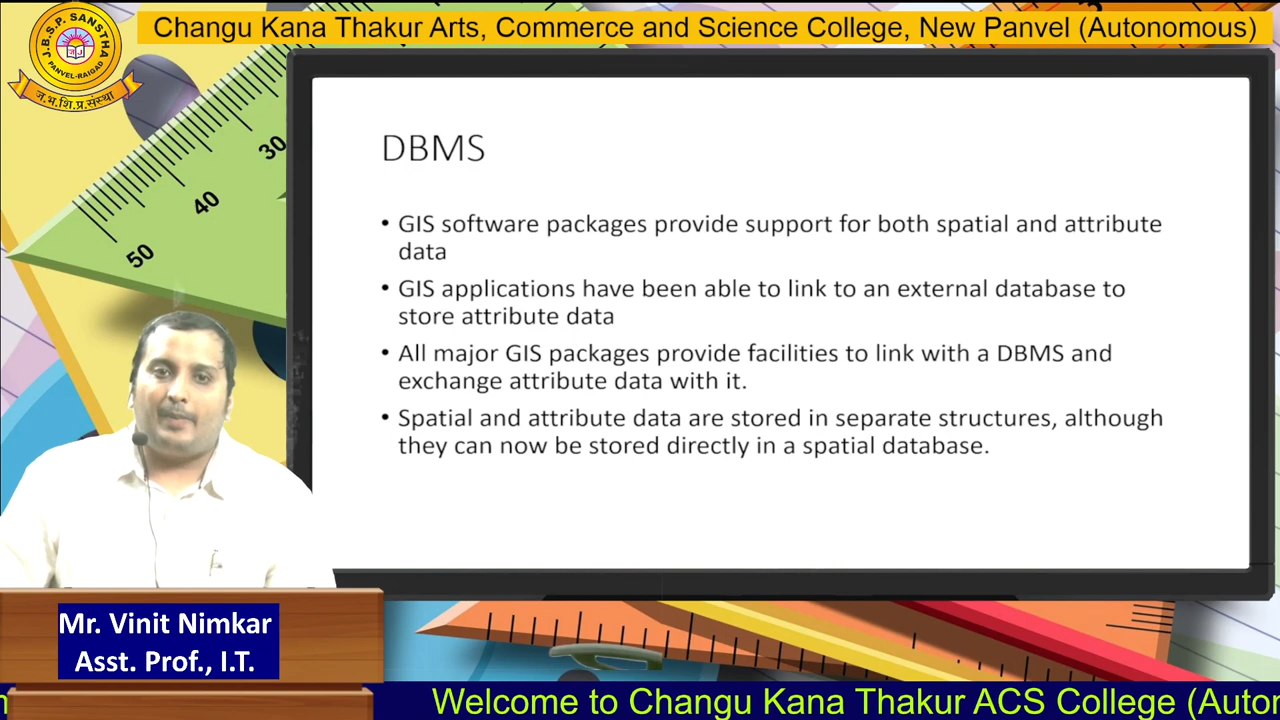 Changu Kana Thakur Arts, Commerce and Science College, New Panvel (Autonomous)
J.B.S.P. SANSTHA
PANVEL-RAIGAD
ज.भ.शि.प्र.संस्था
30
40
50
DBMS
• GIS software packages provide support for both spatial and attribute
data
• GIS applications have been able to link to an external database to
store attribute data
• All major GIS packages provide facilities to link with a DBMS and
exchange attribute data with it.
• Spatial and attribute data are stored in separate structures, although
they can now be stored directly in a spatial database.
Mr. Vinit Nimkar
Asst. Prof., I.T.
Welcome to Changu Kana Thakur ACS College (Auton